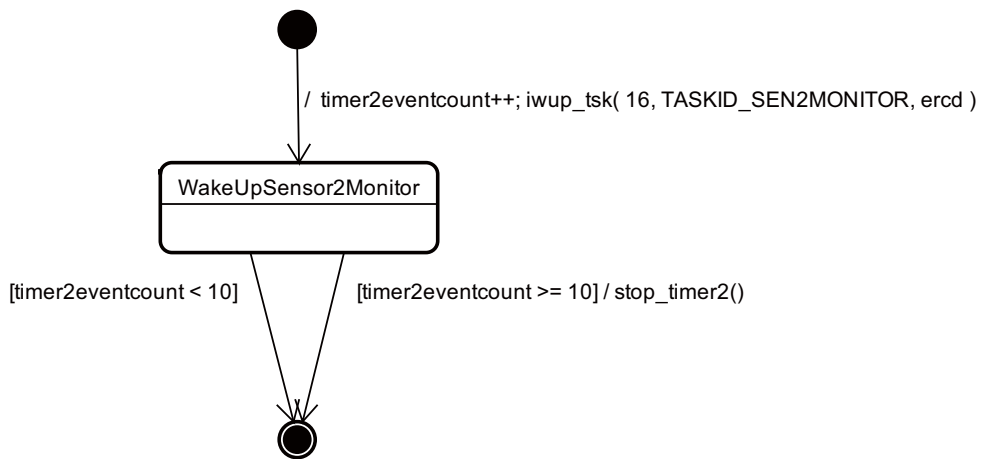 / timer2eventcount++; iwup_tsk( 16, TASKID_SEN2MONITOR, ercd )
WakeUpSensor2Monitor
[timer2eventcount < 10]
[timer2eventcount >= 10] / stop_timer2()